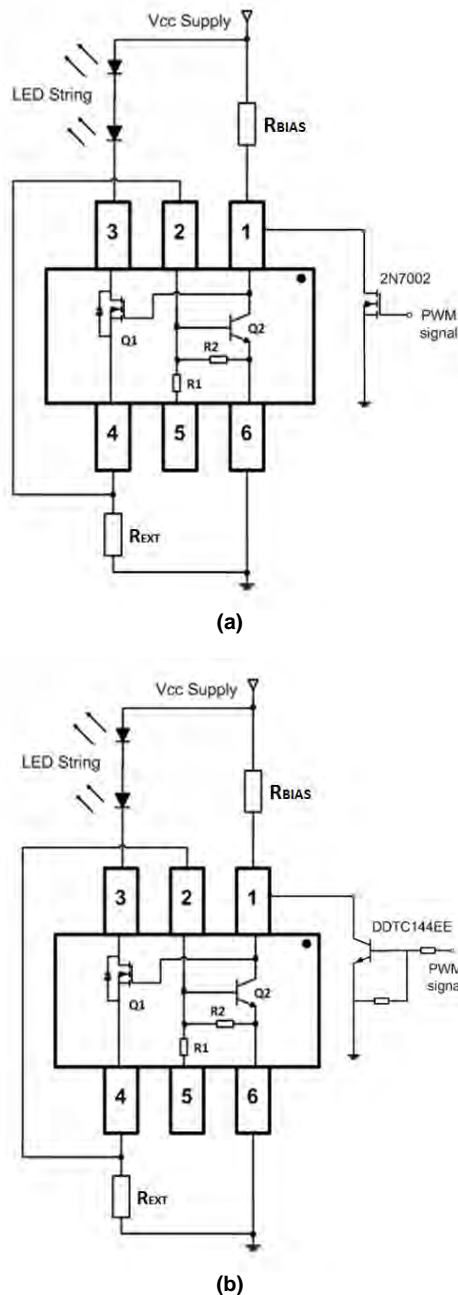 Vcc Supply
LED String
RBIAS
3 2 1
2N7002
PWM
signal
Q1
Q2
R2
R1
4 5 6
REXT
(a)
Vcc Supply
LED String
RBIAS
3 2 1
DDTC144EE
PWM
signal
Q1
Q2
R2
R1
4 5 6
REXT
(b)